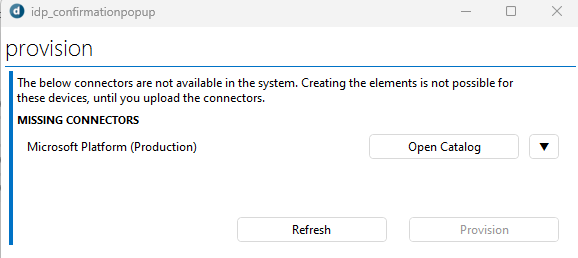 idp_confirmationpopup
provision
The below connectors are not available in the system. Creating the elements is not possible for
these devices, until you upload the connectors.
MISSING CONNECTORS
Microsoft Platform (Production) Open Catalog ▼
Refresh Provision